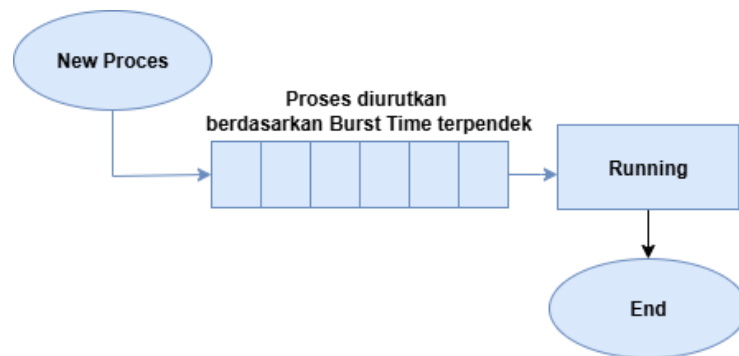 New Proces
Proses diurutkan
berdasarkan Burst Time terpendek
Running
End